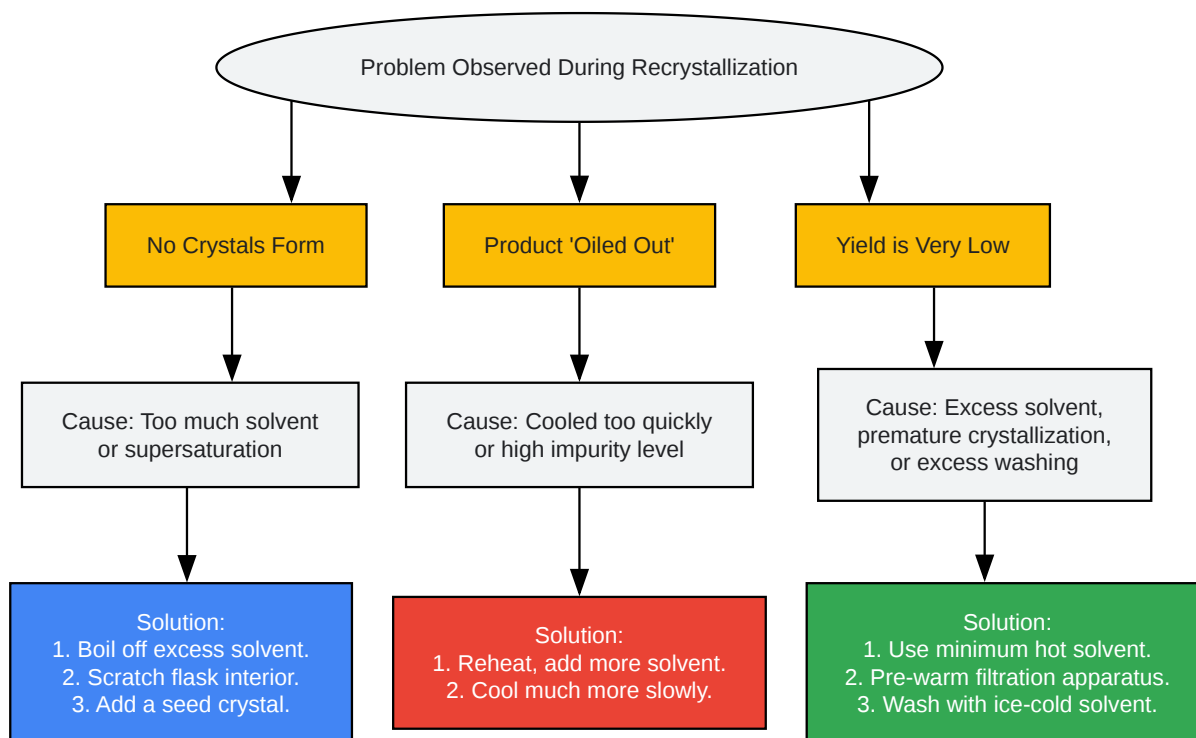 Problem Observed During Recrystallization
No Crystals Form
Product 'Oiled Out'
Yield is Very Low
Cause: Too much solvent
or supersaturation
Cause: Cooled too quickly
or high impurity level
Cause: Excess solvent,
premature crystallization,
or excess washing
Solution:
1. Boil off excess solvent.
2. Scratch flask interior.
3. Add a seed crystal.
Solution:
1. Reheat, add more solvent.
2. Cool much more slowly.
Solution:
1. Use minimum hot solvent.
2. Pre-warm filtration apparatus.
3. Wash with ice-cold solvent.